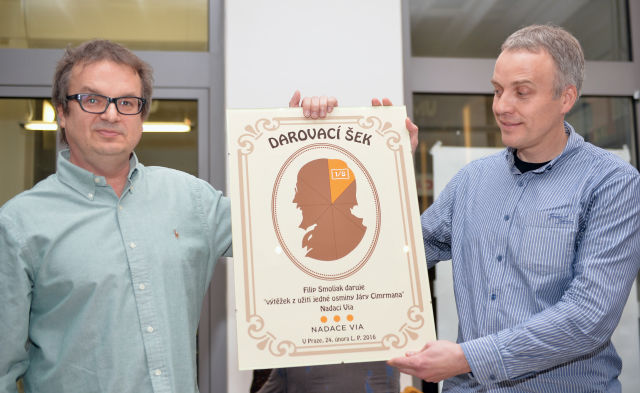 DAROVACÍ ŠEK
1/8
Filip Smoljak daruje
"výtěžek z užití jedné osminy Járy Cimrmana"
Nadaci Via
NADACE VIA
V Praze, 24. února L. P. 2016